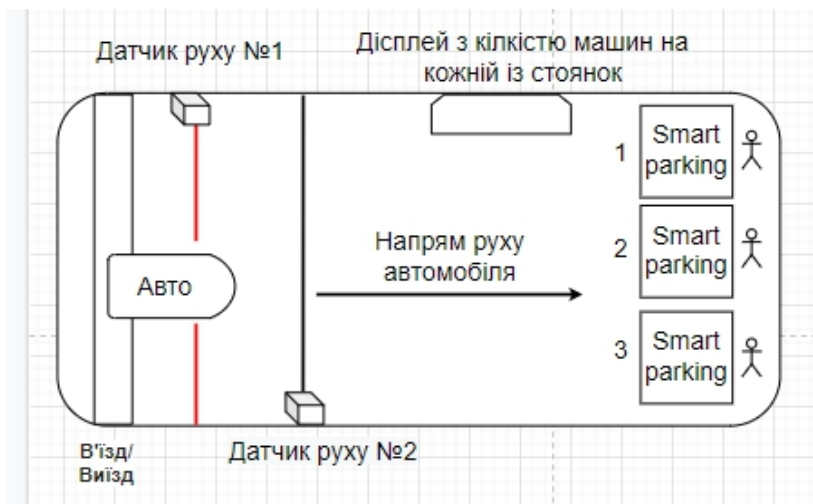 Датчик руху №1
Дісплей з кілкістю машин на
кожній із стоянок
1
Smart
parking
Авто
Напрям руху
автомобіля
2
Smart
parking
3
Smart
parking
В'їзд/
Виїзд
Датчик руху №2